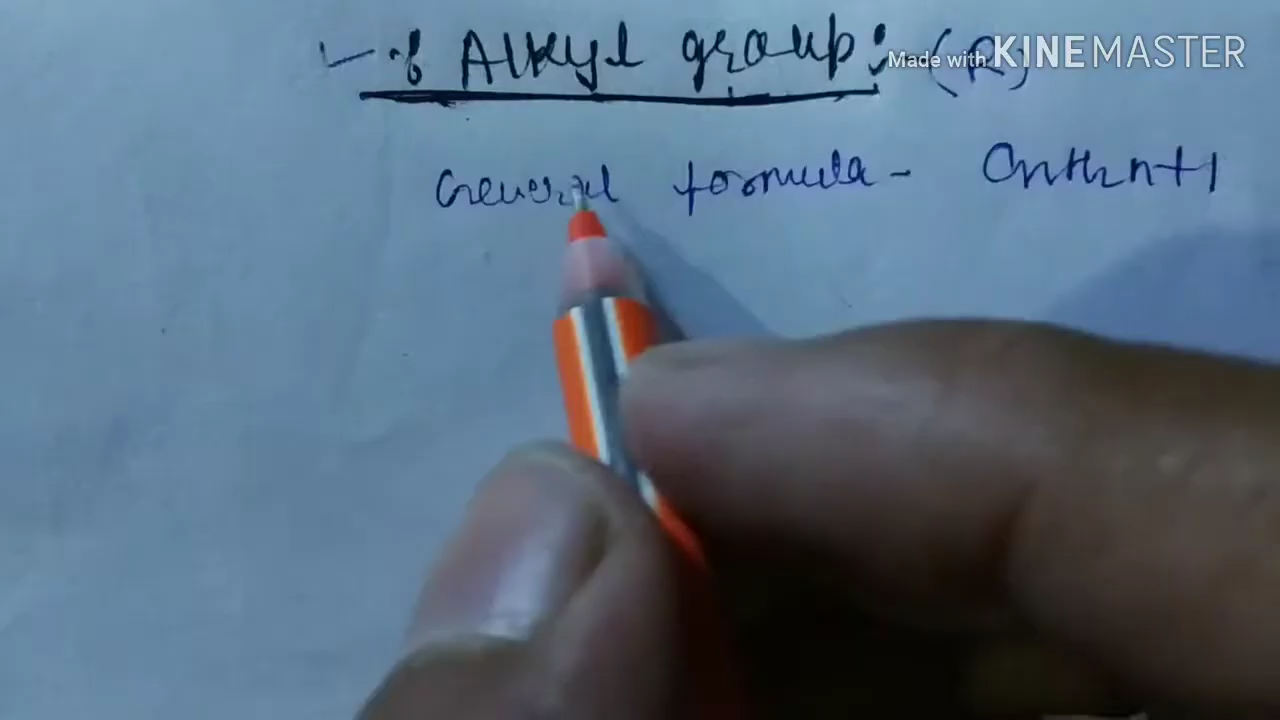 Alkyl group: (R)
Made with KINEMASTER
General formula - CnH2n+1